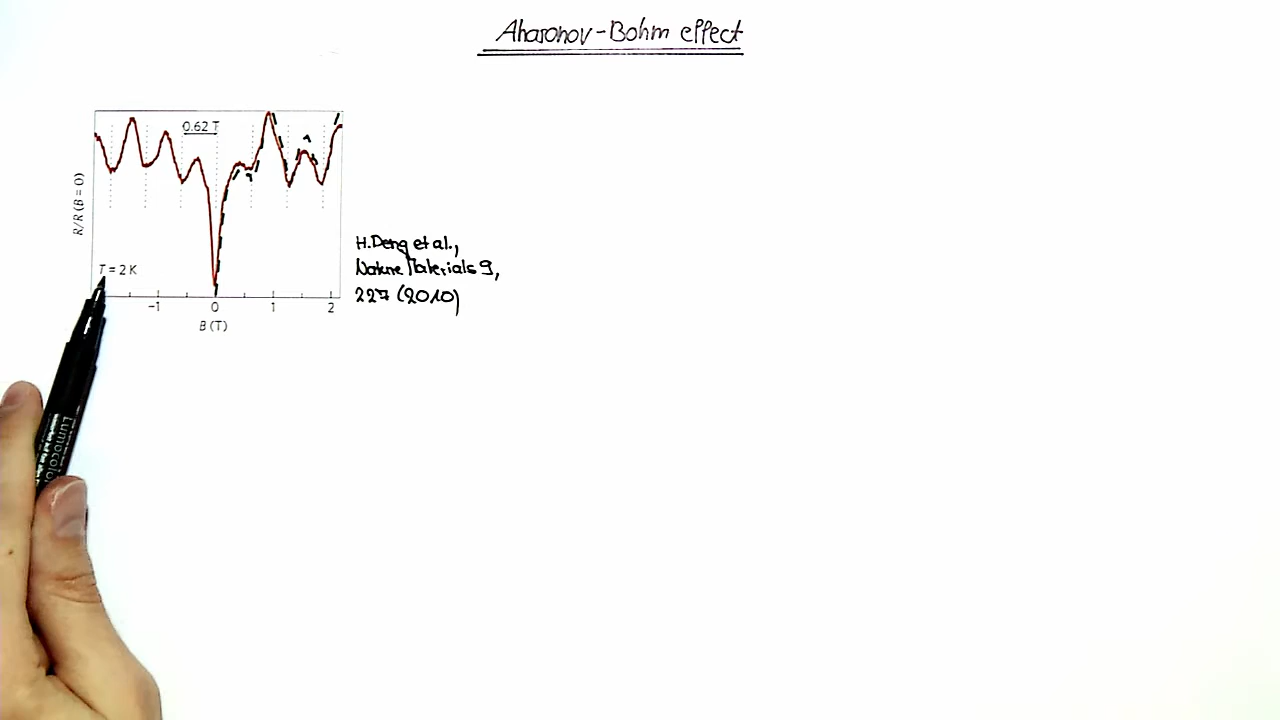 Aharonov-Bohm effect
0.62 T
R/R (B = 0)
T = 2 K
-1 0 1 2
B (T)
H. Deng et al.,
Nature Materials 9,
227 (2010)
Lumocolor